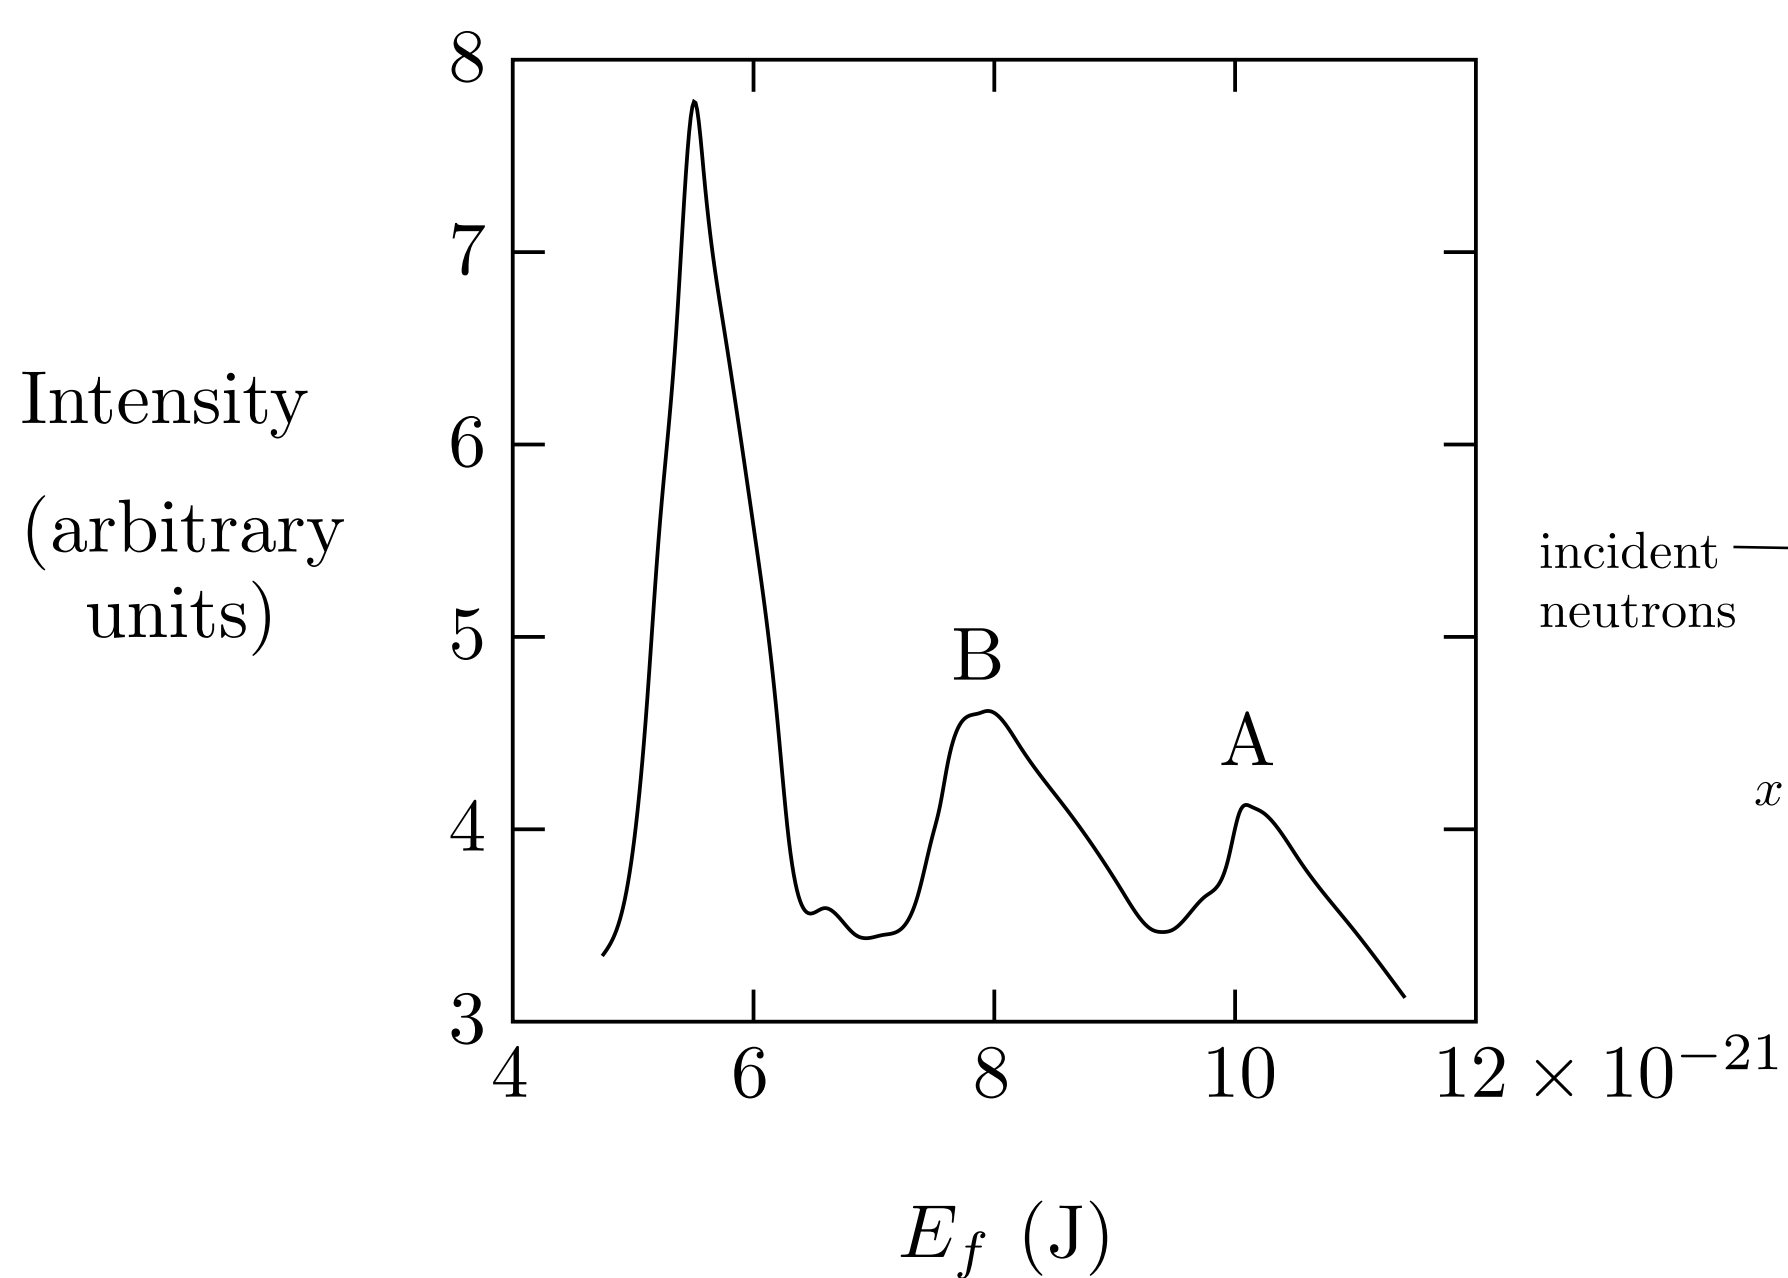 8
7
6
5
4
3
Intensity
(arbitrary
units)
B
A
incident
neutrons
x
4 6 8 10 12 × 10⁻²¹
E_f (J)